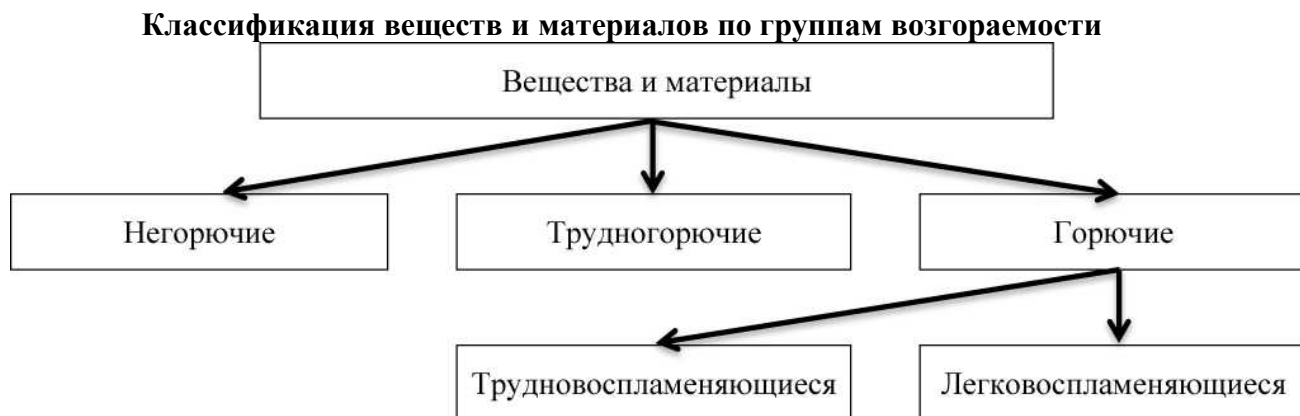 Классификация веществ и материалов по группам возгораемости
Вещества и материалы
Негорючие
Трудногорючие
Горючие
Трудновоспламеняющиеся
Легковоспламеняющиеся